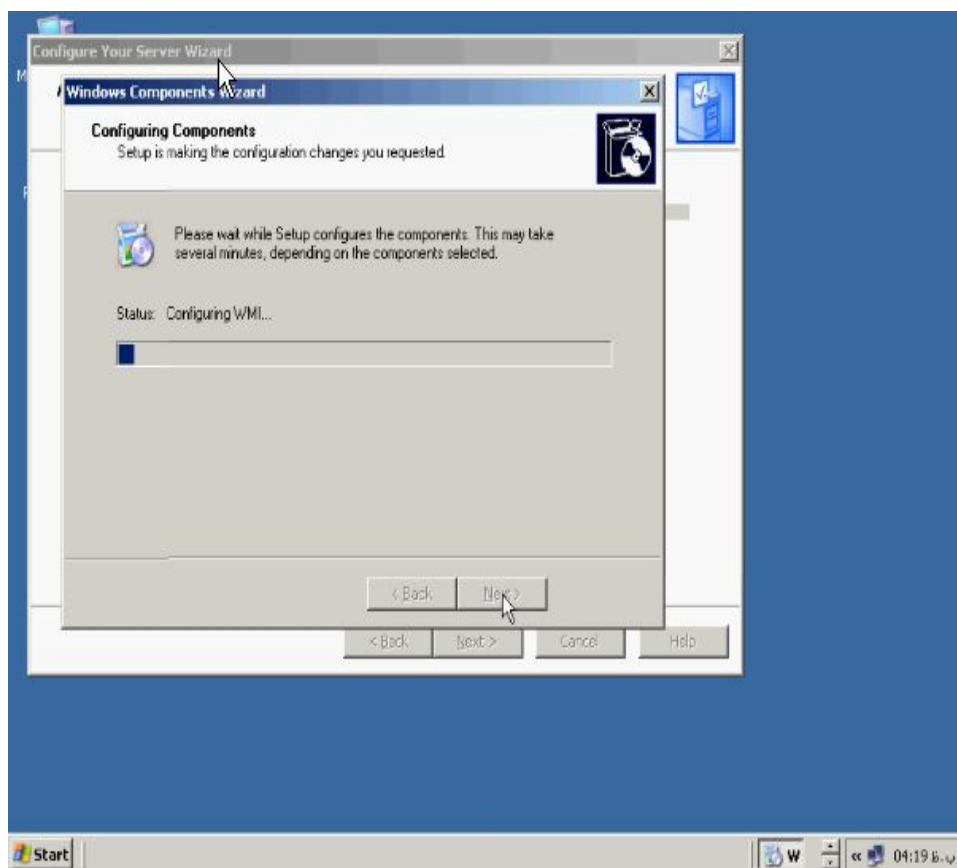 Configure Your Server Wizard
Windows Components Wizard
Configuring Components
Setup is making the configuration changes you requested.
Please wait while Setup configures the components. This may take
several minutes, depending on the components selected.
Status: Configuring WMI...
< Back Next >
< Back Next > Cancel Help
Start W « 04:19 ب.ظ